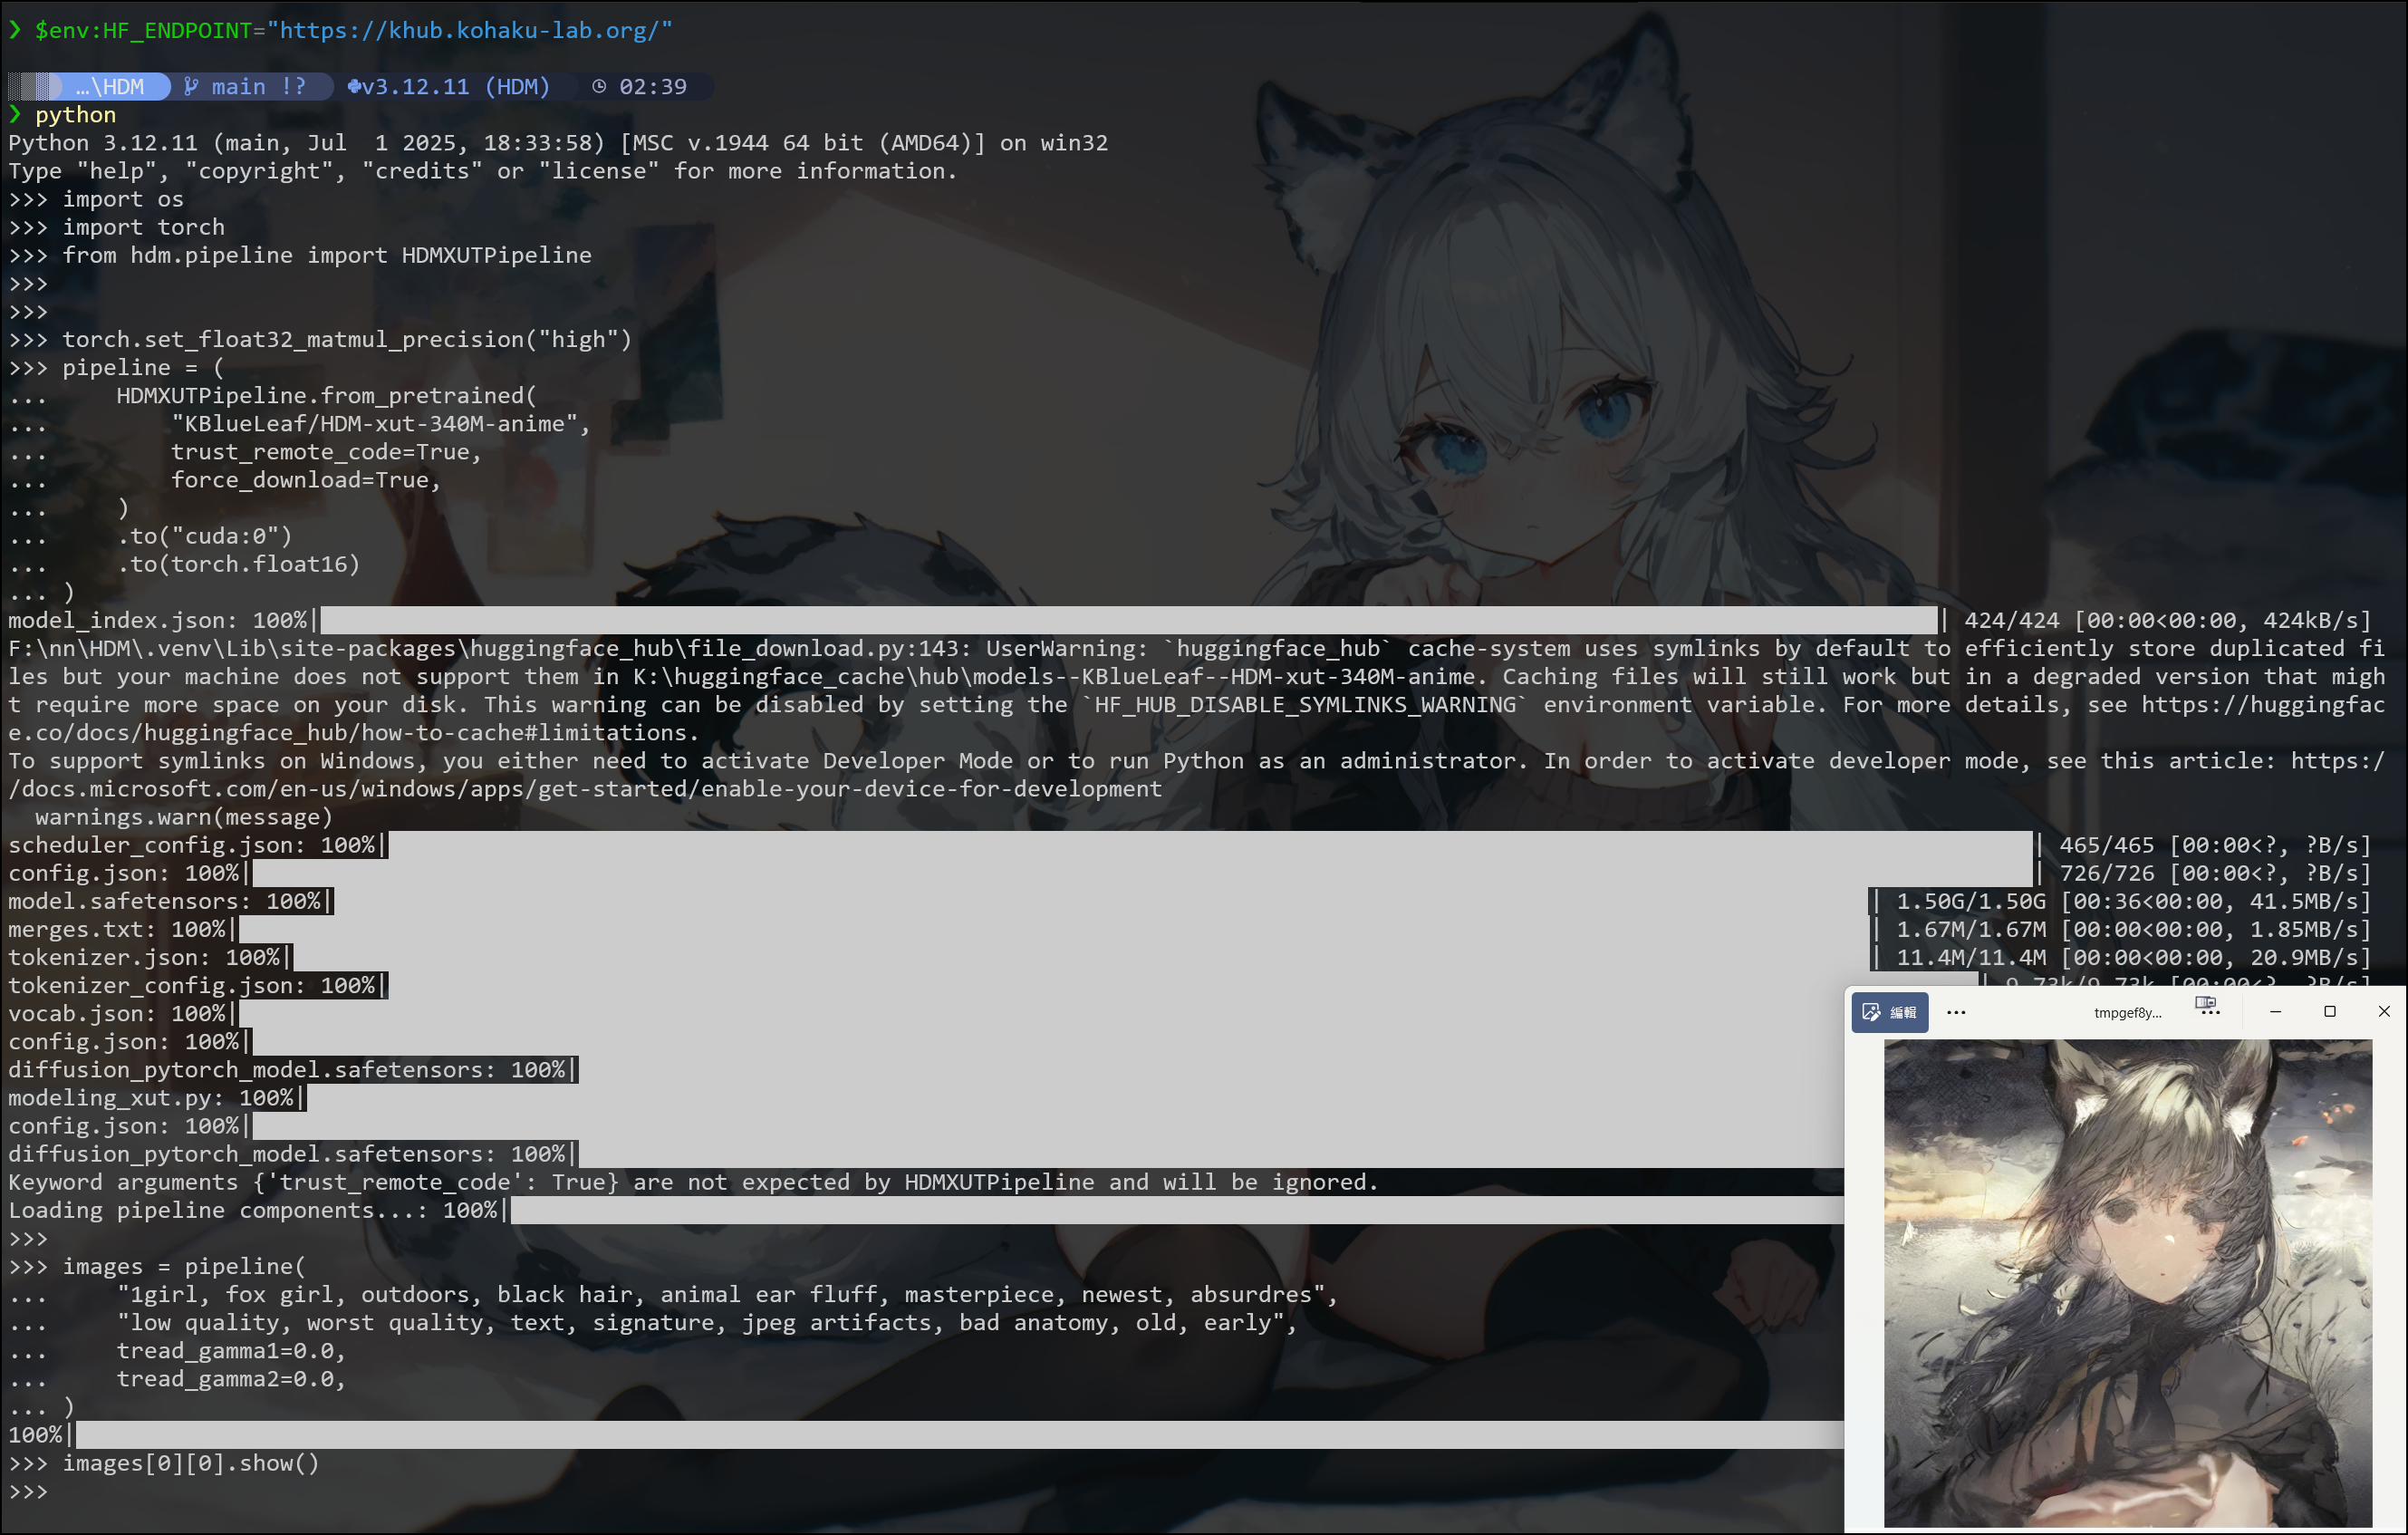 ❯ $env:HF_ENDPOINT="https://khub.kohaku-lab.org/"
…\HDM main !? v3.12.11 (HDM) 02:39
❯ python
Python 3.12.11 (main, Jul  1 2025, 18:33:58) [MSC v.1944 64 bit (AMD64)] on win32
Type "help", "copyright", "credits" or "license" for more information.
>>> import os
>>> import torch
>>> from hdm.pipeline import HDMXUTPipeline
>>>
>>>
>>> torch.set_float32_matmul_precision("high")
>>> pipeline = (
...     HDMXUTPipeline.from_pretrained(
...         "KBlueLeaf/HDM-xut-340M-anime",
...         trust_remote_code=True,
...         force_download=True,
...     )
...     .to("cuda:0")
...     .to(torch.float16)
... )
model_index.json: 100%| | 424/424 [00:00<00:00, 424kB/s]
F:\nn\HDM\.venv\Lib\site-packages\huggingface_hub\file_download.py:143: UserWarning: `huggingface_hub` cache-system uses symlinks by default to efficiently store duplicated fi
les but your machine does not support them in K:\huggingface_cache\hub\models--KBlueLeaf--HDM-xut-340M-anime. Caching files will still work but in a degraded version that migh
t require more space on your disk. This warning can be disabled by setting the `HF_HUB_DISABLE_SYMLINKS_WARNING` environment variable. For more details, see https://huggingfac
e.co/docs/huggingface_hub/how-to-cache#limitations.
To support symlinks on Windows, you either need to activate Developer Mode or to run Python as an administrator. In order to activate developer mode, see this article: https:/
/docs.microsoft.com/en-us/windows/apps/get-started/enable-your-device-for-development
  warnings.warn(message)
scheduler_config.json: 100%| | 465/465 [00:00<?, ?B/s]
config.json: 100%| | 726/726 [00:00<?, ?B/s]
model.safetensors: 100%| | 1.50G/1.50G [00:36<00:00, 41.5MB/s]
merges.txt: 100%| | 1.67M/1.67M [00:00<00:00, 1.85MB/s]
tokenizer.json: 100%| | 11.4M/11.4M [00:00<00:00, 20.9MB/s]
tokenizer_config.json: 100%| | 9.73k/9.73k [00:00<?, ?B/s]
vocab.json: 100%|
config.json: 100%|
diffusion_pytorch_model.safetensors: 100%|
modeling_xut.py: 100%|
config.json: 100%|
diffusion_pytorch_model.safetensors: 100%|
Keyword arguments {'trust_remote_code': True} are not expected by HDMXUTPipeline and will be ignored.
Loading pipeline components...: 100%|
>>>
>>> images = pipeline(
...     "1girl, fox girl, outdoors, black hair, animal ear fluff, masterpiece, newest, absurdres",
...     "low quality, worst quality, text, signature, jpeg artifacts, bad anatomy, old, early",
...     tread_gamma1=0.0,
...     tread_gamma2=0.0,
... )
100%|
>>> images[0][0].show()
>>>
編輯 ... tmpgef8y...